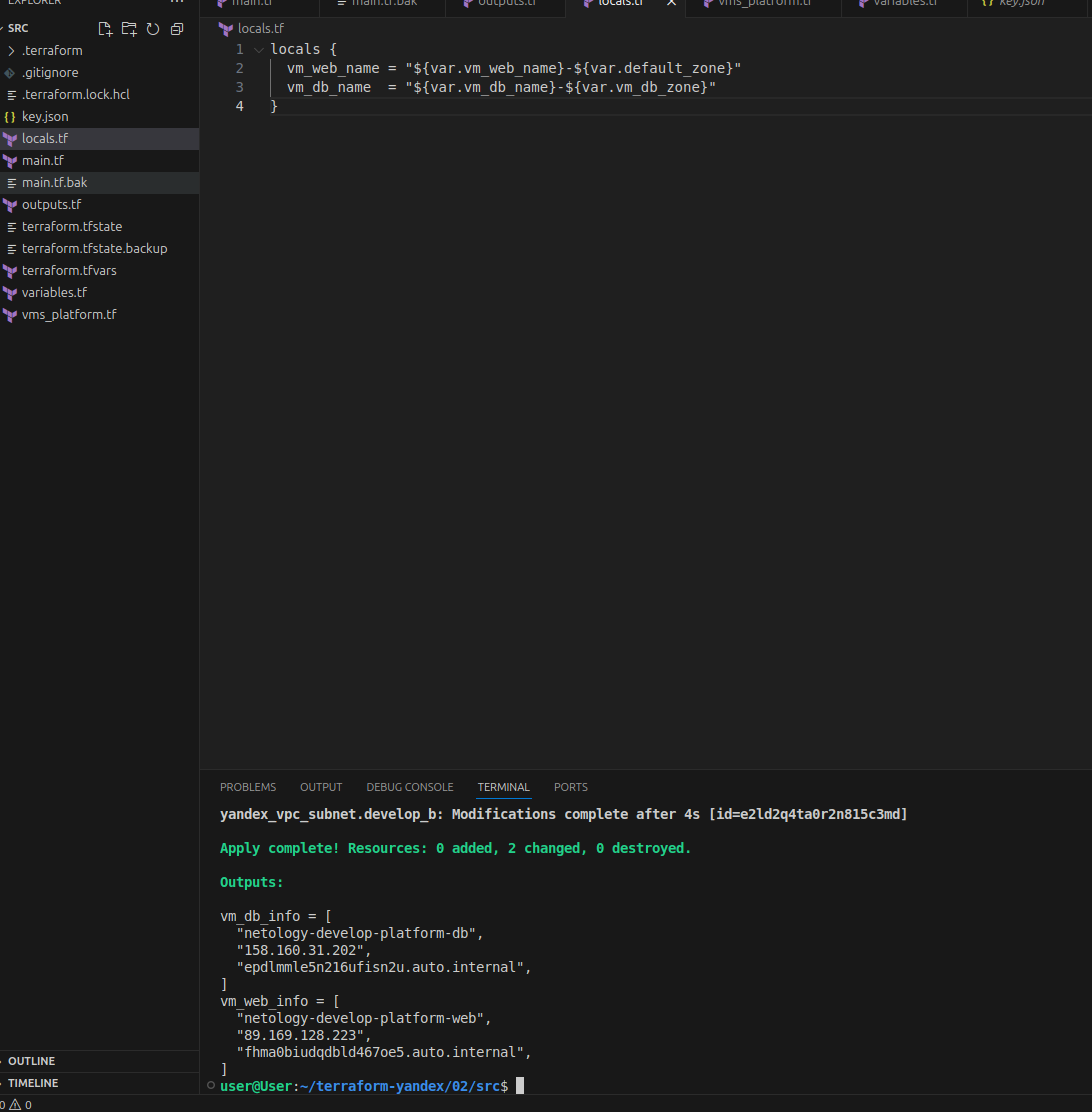 EXPLORER
main.tf
main.tf.bak
outputs.tf
locals.tf
vms_platform.tf
variables.tf
key.json
SRC
.terraform
.gitignore
.terraform.lock.hcl
key.json
locals.tf
main.tf
main.tf.bak
outputs.tf
terraform.tfstate
terraform.tfstate.backup
terraform.tfvars
variables.tf
vms_platform.tf
OUTLINE
TIMELINE
0 0
locals.tf
1 locals {
2 vm_web_name = "${var.vm_web_name}-${var.default_zone}"
3 vm_db_name = "${var.vm_db_name}-${var.vm_db_zone}"
4 }
PROBLEMS OUTPUT DEBUG CONSOLE TERMINAL PORTS
yandex_vpc_subnet.develop_b: Modifications complete after 4s [id=e2ld2q4ta0r2n815c3md]
Apply complete! Resources: 0 added, 2 changed, 0 destroyed.
Outputs:
vm_db_info = [
"netology-develop-platform-db",
"158.160.31.202",
"epdlmmle5n216ufisn2u.auto.internal",
]
vm_web_info = [
"netology-develop-platform-web",
"89.169.128.223",
"fhma0biudqdbld467oe5.auto.internal",
]
user@User:~/terraform-yandex/02/src$